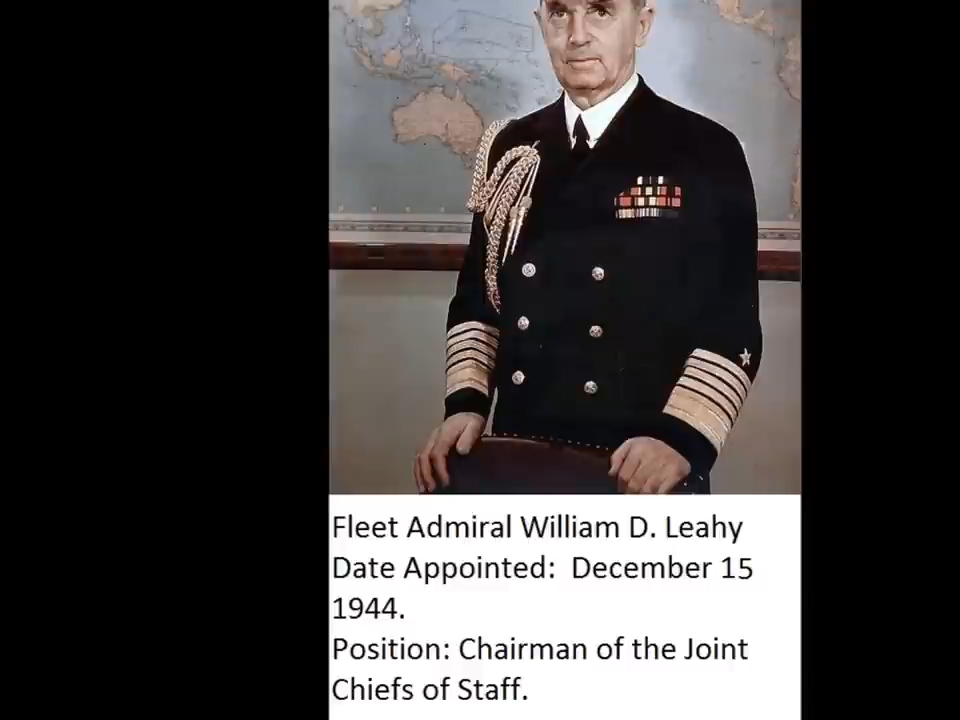 Fleet Admiral William D. Leahy
Date Appointed:  December 15
1944.
Position: Chairman of the Joint
Chiefs of Staff.